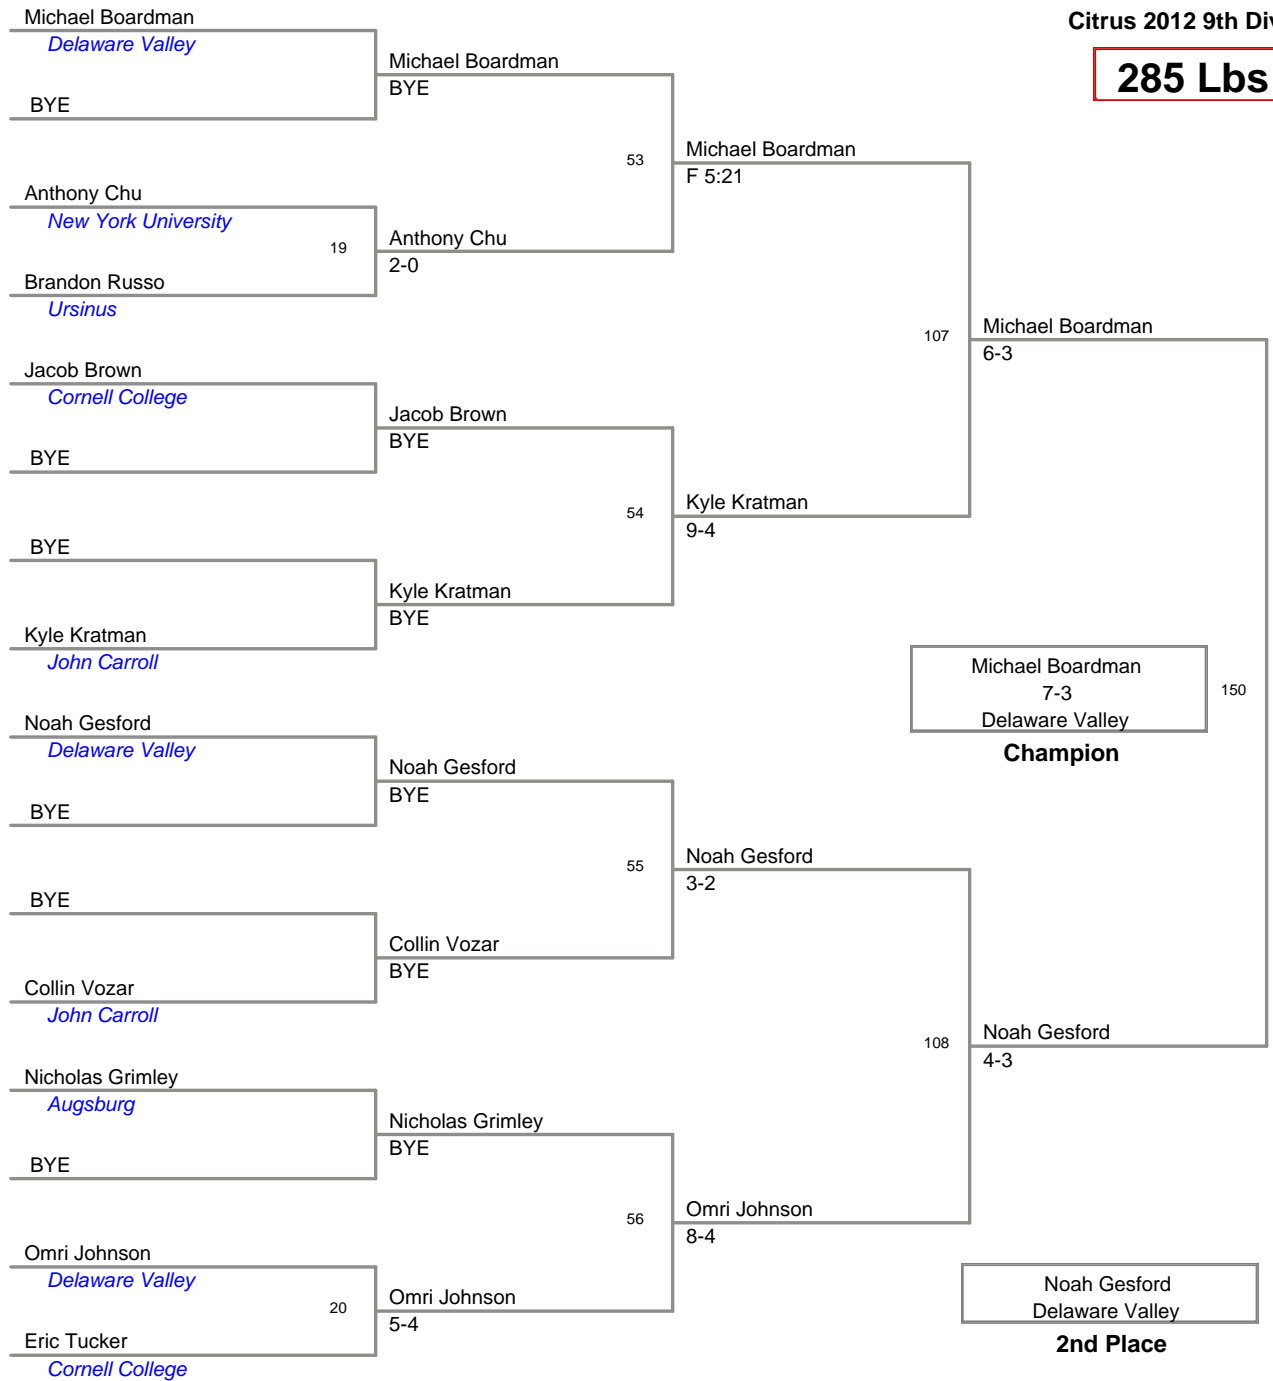 Michael Boardman
Citrus 2012 9th Div
Delaware Valley
Michael Boardman
BYE
285 Lbs
BYE
Michael Boardman
53
F 5:21
Anthony Chu
New York University
19
Anthony Chu
2-0
Brandon Russo
Ursinus
Michael Boardman
107
6-3
Jacob Brown
Cornell College
Jacob Brown
BYE
BYE
Kyle Kratman
54
9-4
BYE
Kyle Kratman
BYE
Kyle Kratman
John Carroll
Michael Boardman
7-3
Delaware Valley
150
Champion
Noah Gesford
Delaware Valley
Noah Gesford
BYE
BYE
Noah Gesford
55
3-2
BYE
Collin Vozar
BYE
Collin Vozar
John Carroll
Noah Gesford
108
4-3
Nicholas Grimley
Augsburg
Nicholas Grimley
BYE
BYE
Omri Johnson
56
8-4
Omri Johnson
Delaware Valley
20
Omri Johnson
5-4
Eric Tucker
Cornell College
Noah Gesford
Delaware Valley
2nd Place